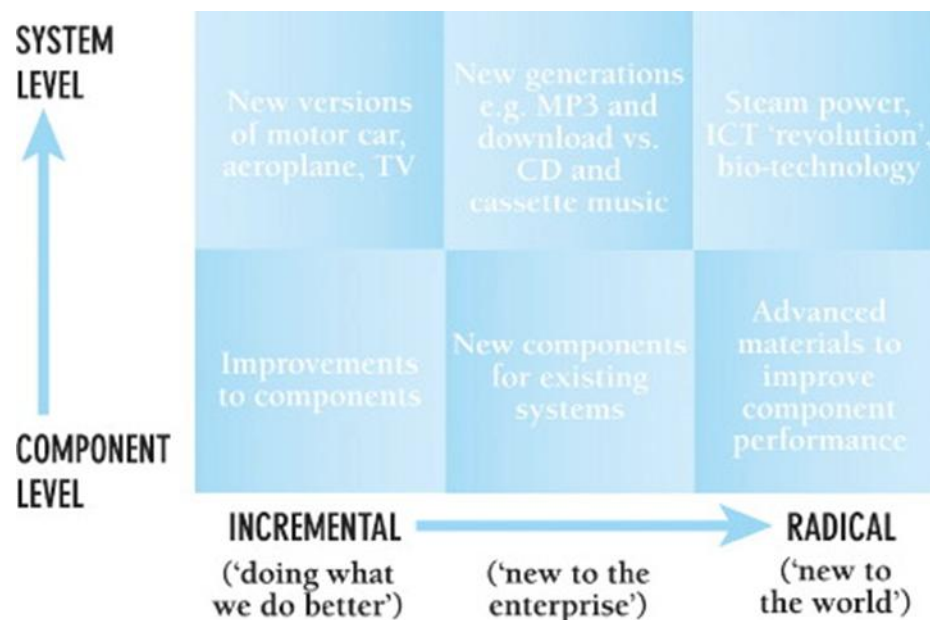 SYSTEM
LEVEL
New versions
of motor car,
aeroplane, TV
New generations
e.g. MP3 and
download vs.
CD and
cassette music
Steam power,
ICT ‘revolution’,
bio-technology
Improvements
to components
New components
for existing
systems
Advanced
materials to
improve
component
performance
COMPONENT
LEVEL
INCREMENTAL
(‘doing what
we do better’)
(‘new to the
enterprise’)
RADICAL
(‘new to
the world’)